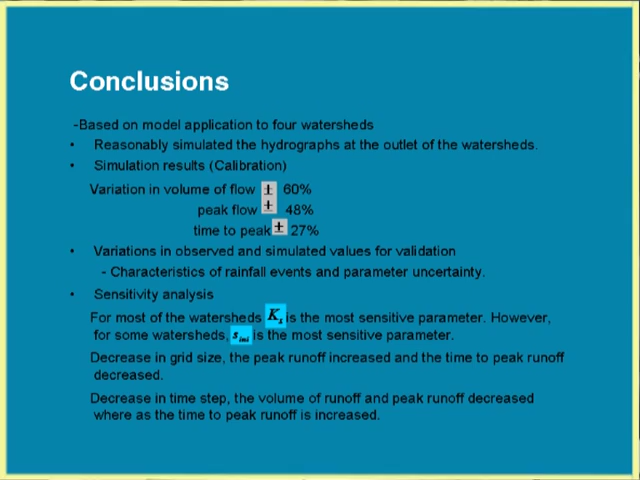 Conclusions
-Based on model application to four watersheds
• Reasonably simulated the hydrographs at the outlet of the watersheds.
• Simulation results (Calibration)
Variation in volume of flow ± 60%
peak flow ± 48%
time to peak ± 27%
• Variations in observed and simulated values for validation
- Characteristics of rainfall events and parameter uncertainty.
• Sensitivity analysis
For most of the watersheds Ks is the most sensitive parameter. However,
for some watersheds, sini is the most sensitive parameter.
Decrease in grid size, the peak runoff increased and the time to peak runoff
decreased.
Decrease in time step, the volume of runoff and peak runoff decreased
where as the time to peak runoff is increased.